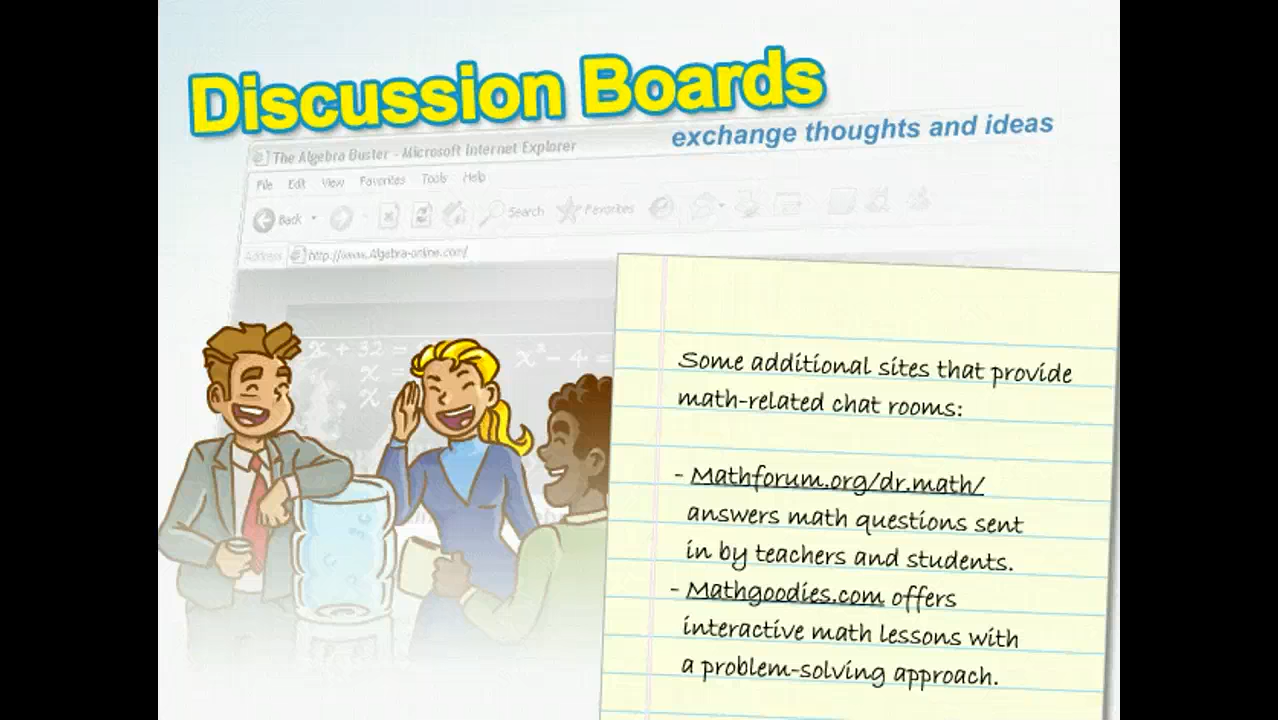 Discussion Boards
exchange thoughts and ideas
The Algebra Buster - Microsoft Internet Explorer
File Edit View Favorites Tools Help
Back Search Favorites
Address http://www.Algebra-online.com/
x + 32 =
x² - 4 =
x =
x =
Some additional sites that provide
math-related chat rooms:
- Mathforum.org/dr.math/
answers math questions sent
in by teachers and students.
- Mathgoodies.com offers
interactive math lessons with
a problem-solving approach.